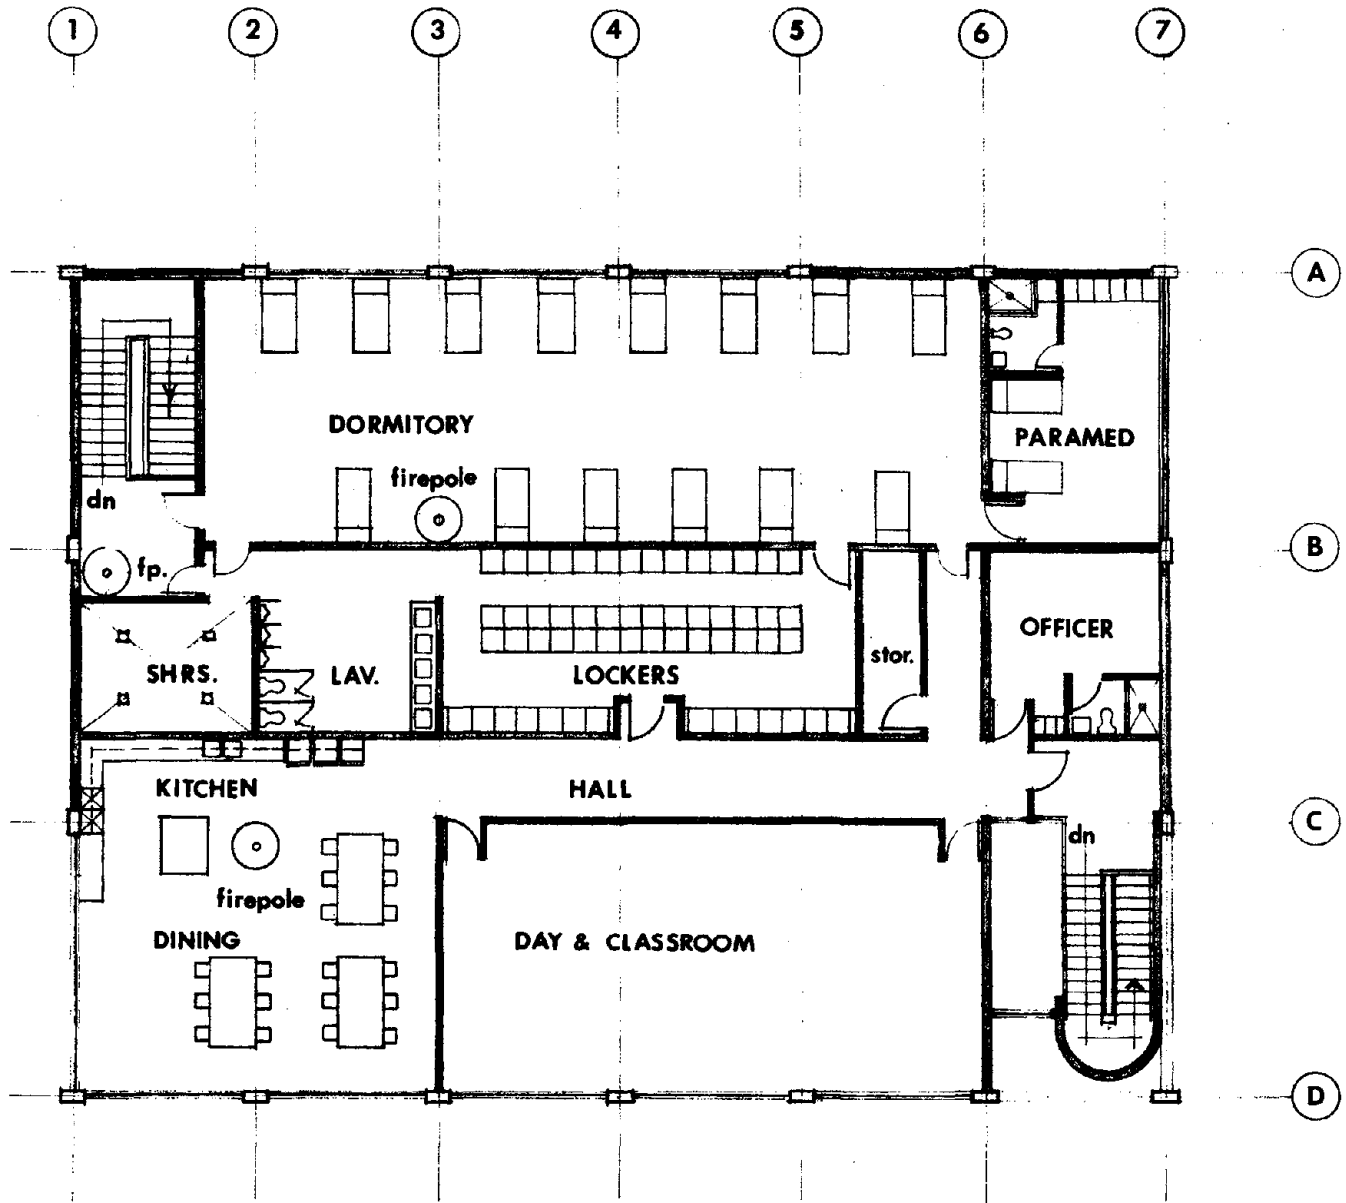 1 2 3 4 5 6 7
A
DORMITORY
PARAMED
firepole
dn
B
fp.
OFFICER
stor.
SHRS. LAV. LOCKERS
KITCHEN HALL
C
dn
firepole
DINING DAY & CLASSROOM
D